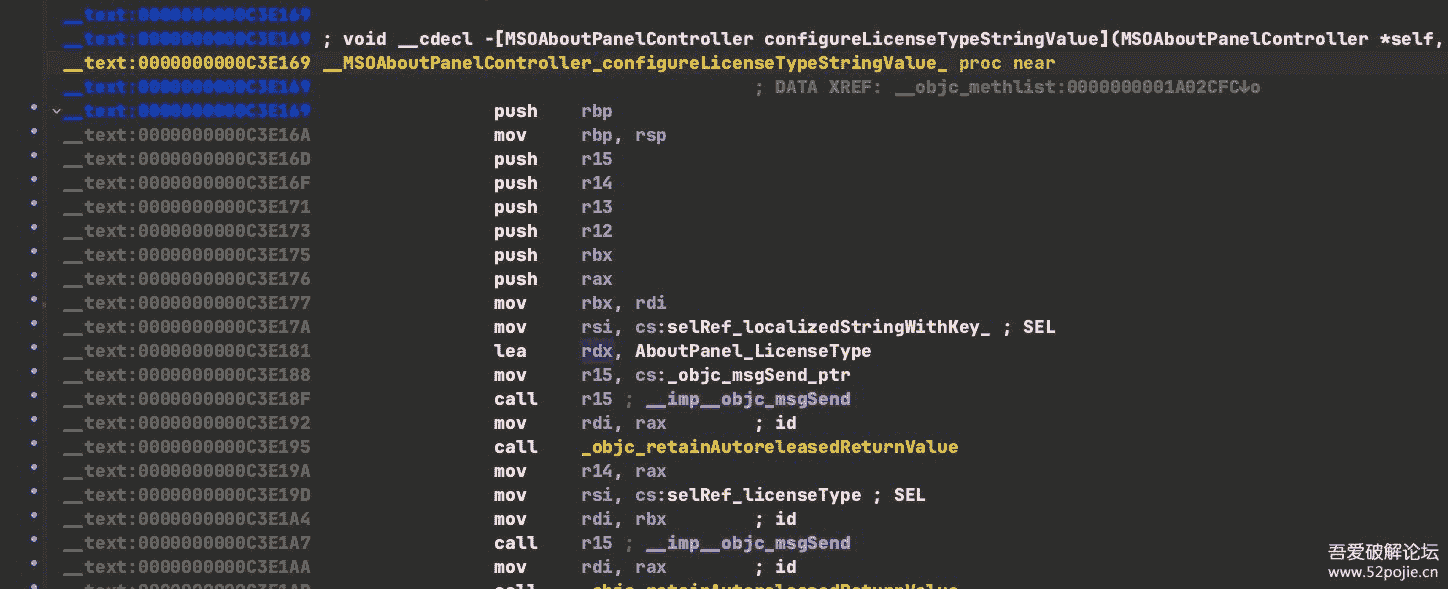 __text:0000000000C3E169
__text:0000000000C3E169 ; void __cdecl -[MSOAboutPanelController configureLicenseTypeStringValue](MSOAboutPanelController *self,
__text:0000000000C3E169 __MSOAboutPanelController_configureLicenseTypeStringValue_ proc near
__text:0000000000C3E169 ; DATA XREF: __objc_methlist:0000000001A02CFC↓o
__text:0000000000C3E169 push rbp
__text:0000000000C3E16A mov rbp, rsp
__text:0000000000C3E16D push r15
__text:0000000000C3E16F push r14
__text:0000000000C3E171 push r13
__text:0000000000C3E173 push r12
__text:0000000000C3E175 push rbx
__text:0000000000C3E176 push rax
__text:0000000000C3E177 mov rbx, rdi
__text:0000000000C3E17A mov rsi, cs:selRef_localizedStringWithKey_ ; SEL
__text:0000000000C3E181 lea rdx, AboutPanel_LicenseType
__text:0000000000C3E188 mov r15, cs:_objc_msgSend_ptr
__text:0000000000C3E18F call r15 ; __imp__objc_msgSend
__text:0000000000C3E192 mov rdi, rax ; id
__text:0000000000C3E195 call _objc_retainAutoreleasedReturnValue
__text:0000000000C3E19A mov r14, rax
__text:0000000000C3E19D mov rsi, cs:selRef_licenseType ; SEL
__text:0000000000C3E1A4 mov rdi, rbx ; id
__text:0000000000C3E1A7 call r15 ; __imp__objc_msgSend
__text:0000000000C3E1AA mov rdi, rax ; id
__text:0000000000C3E1AD call _objc_retainAutoreleasedReturnValue
吾爱破解论坛
www.52pojie.cn